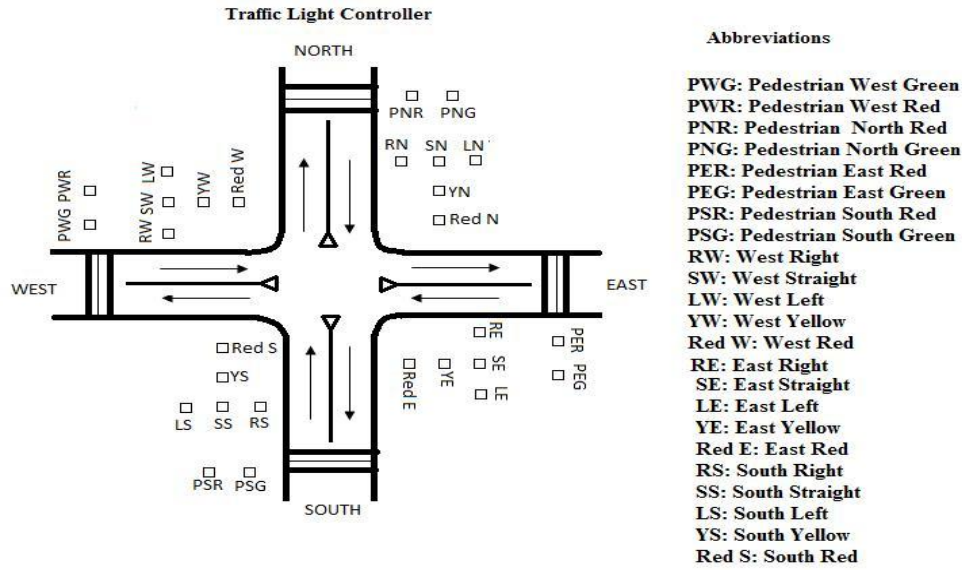 Traffic Light Controller
NORTH
PNR PNG
RN SN LN
YN
Red N
PWG PWR
RW SW LW
YW
Red W
WEST
EAST
Red S
YS
LS SS RS
PSR PSG
SOUTH
Red E
YE
RE
SE
LE
PER
PEG
Abbreviations
PWG: Pedestrian West Green
PWR: Pedestrian West Red
PNR: Pedestrian North Red
PNG: Pedestrian North Green
PER: Pedestrian East Red
PEG: Pedestrian East Green
PSR: Pedestrian South Red
PSG: Pedestrian South Green
RW: West Right
SW: West Straight
LW: West Left
YW: West Yellow
Red W: West Red
RE: East Right
SE: East Straight
LE: East Left
YE: East Yellow
Red E: East Red
RS: South Right
SS: South Straight
LS: South Left
YS: South Yellow
Red S: South Red